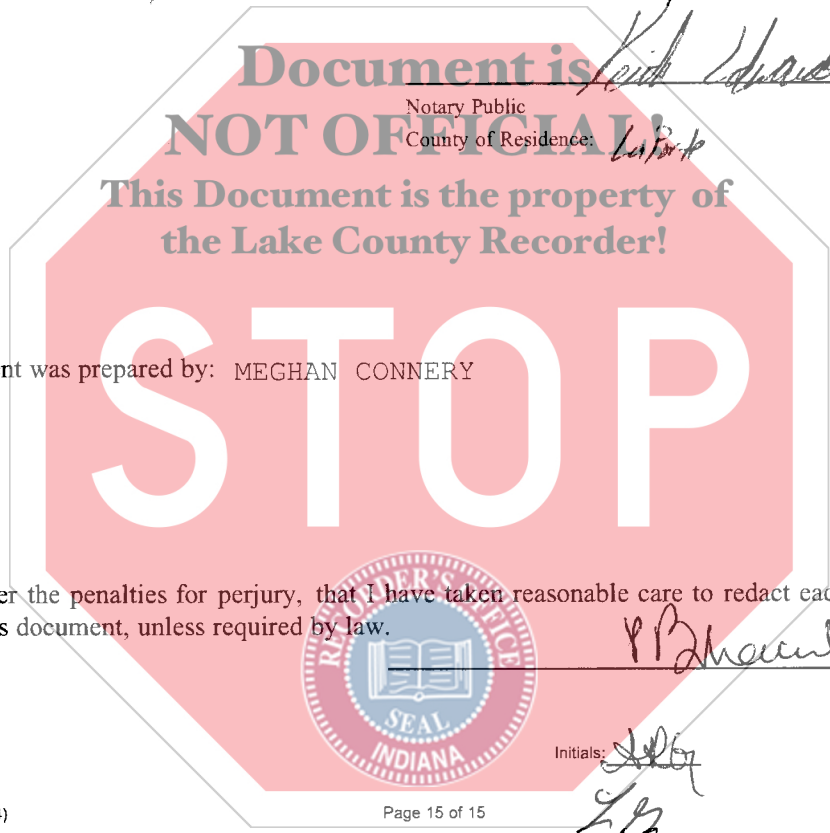 Document is
Notary Public
NOT OFFICIAL!
County of Residence: LaPorte
This Document is the property of
the Lake County Recorder!
STOP
nt was prepared by: MEGHAN CONNERY
er the penalties for perjury, that I have taken reasonable care to redact eac
s document, unless required by law.
RECORDER'S OFFICE
SEAL
INDIANA
Initials:
Page 15 of 15